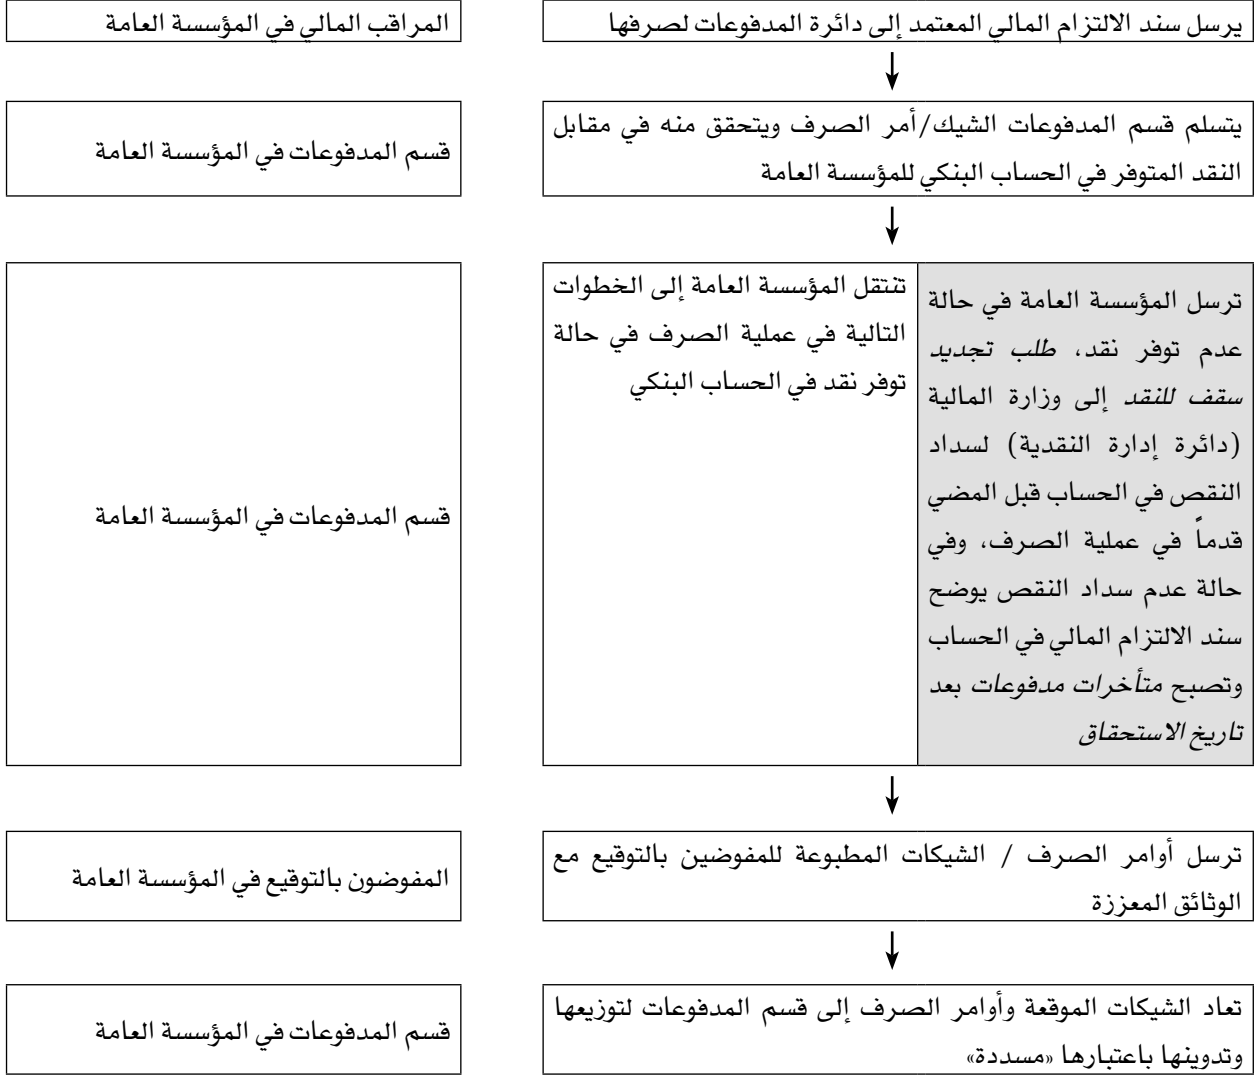 يرسل سند الالتزام المالي المعتمد إلى دائرة المدفوعات لصرفها
المراقب المالي في المؤسسة العامة
يتسلم قسم المدفوعات الشيك/أمر الصرف ويتحقق منه في مقابل
النقد المتوفر في الحساب البنكي للمؤسسة العامة
قسم المدفوعات في المؤسسة العامة
ترسل المؤسسة العامة في حالة
عدم توفر نقد، طلب تجديد
سقف للنقد إلى وزارة المالية
(دائرة إدارة النقدية) لسداد
النقص في الحساب قبل المضي
قدماً في عملية الصرف، وفي
حالة عدم سداد النقص يوضح
سند الالتزام المالي في الحساب
وتصبح متأخرات مدفوعات بعد
تاريخ الاستحقاق
تنتقل المؤسسة العامة إلى الخطوات
التالية في عملية الصرف في حالة
توفر نقد في الحساب البنكي
قسم المدفوعات في المؤسسة العامة
ترسل أوامر الصرف / الشيكات المطبوعة للمفوضين بالتوقيع مع
الوثائق المعززة
المفوضون بالتوقيع في المؤسسة العامة
تعاد الشيكات الموقعة وأوامر الصرف إلى قسم المدفوعات لتوزيعها
وتدوينها باعتبارها «مسددة»
قسم المدفوعات في المؤسسة العامة